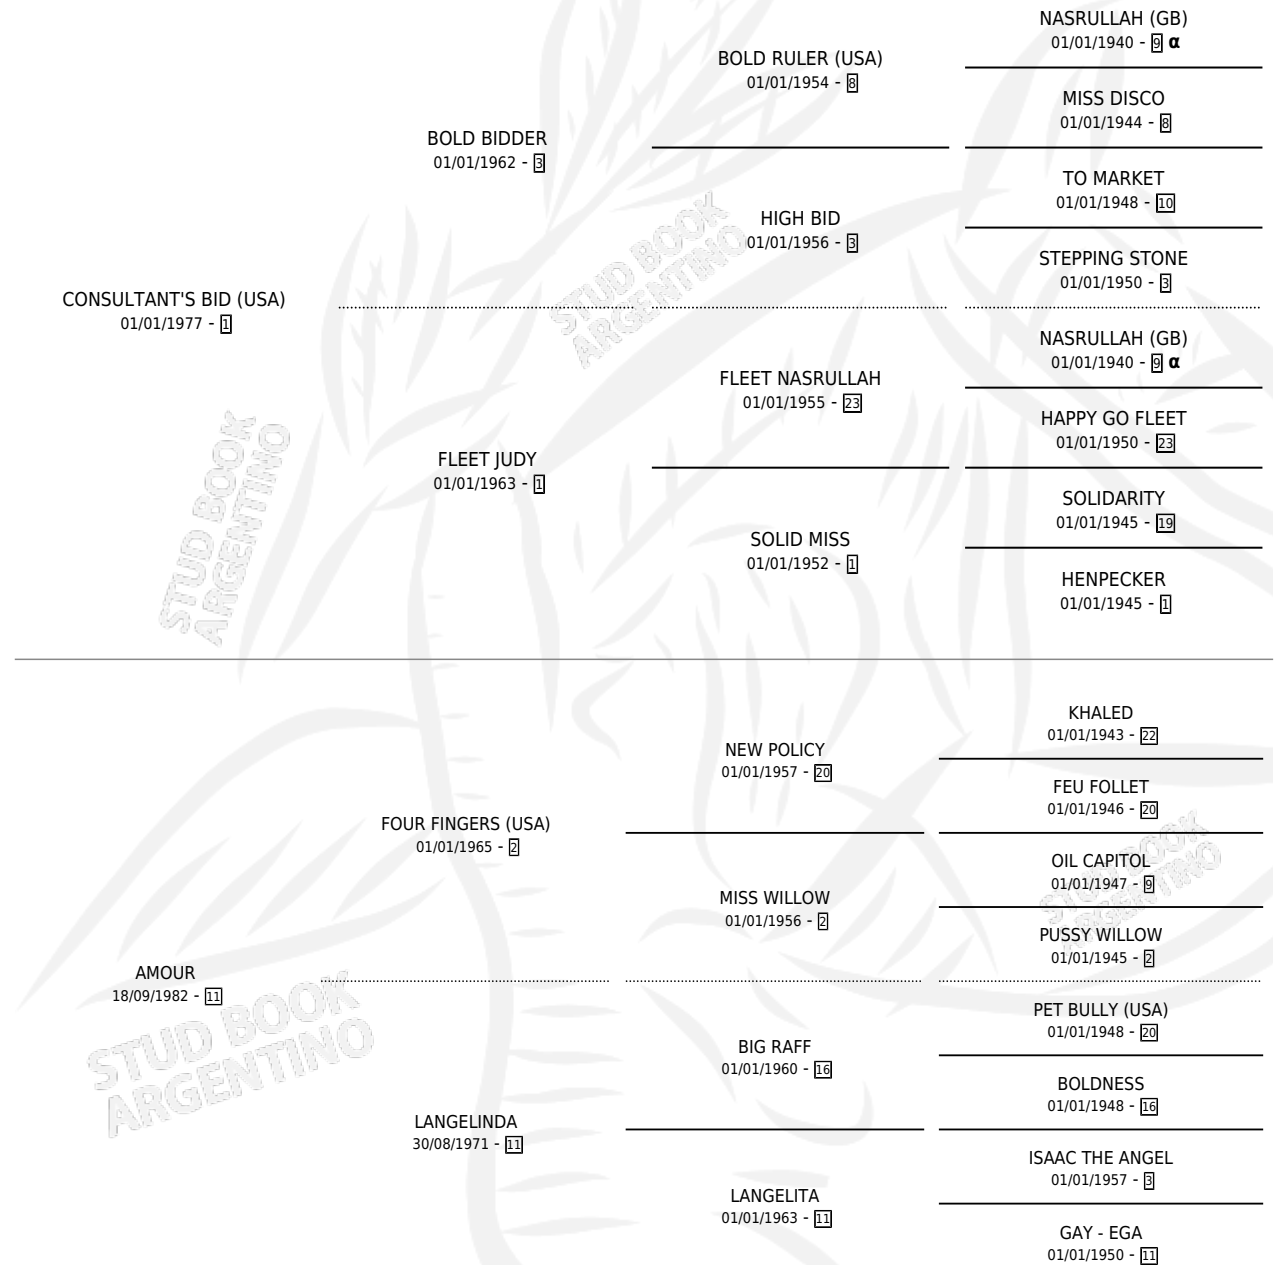 NASRULLAH (GB)
01/01/1940 - 9 α
BOLD RULER (USA)
01/01/1954 - 8
MISS DISCO
01/01/1944 - 8
BOLD BIDDER
01/01/1962 - 3
TO MARKET
01/01/1948 - 10
HIGH BID
01/01/1956 - 3
STEPPING STONE
01/01/1950 - 3
CONSULTANT'S BID (USA)
01/01/1977 - 1
NASRULLAH (GB)
01/01/1940 - 9 α
FLEET NASRULLAH
01/01/1955 - 23
HAPPY GO FLEET
01/01/1950 - 23
FLEET JUDY
01/01/1963 - 1
SOLIDARITY
01/01/1945 - 19
SOLID MISS
01/01/1952 - 1
HENPECKER
01/01/1945 - 1
KHALED
01/01/1943 - 22
NEW POLICY
01/01/1957 - 20
FEU FOLLET
01/01/1946 - 20
FOUR FINGERS (USA)
01/01/1965 - 2
OIL CAPITOL
01/01/1947 - 9
MISS WILLOW
01/01/1956 - 2
PUSSY WILLOW
01/01/1945 - 2
AMOUR
18/09/1982 - 11
PET BULLY (USA)
01/01/1948 - 20
BIG RAFF
01/01/1960 - 16
BOLDNESS
01/01/1948 - 16
LANGELINDA
30/08/1971 - 11
ISAAC THE ANGEL
01/01/1957 - 3
LANGELITA
01/01/1963 - 11
GAY - EGA
01/01/1950 - 11
STUD BOOK
ARGENTINO
STUD BOOK
ARGENTINO
STUD BOOK
ARGENTINO
STUD BOOK
ARGENTINO